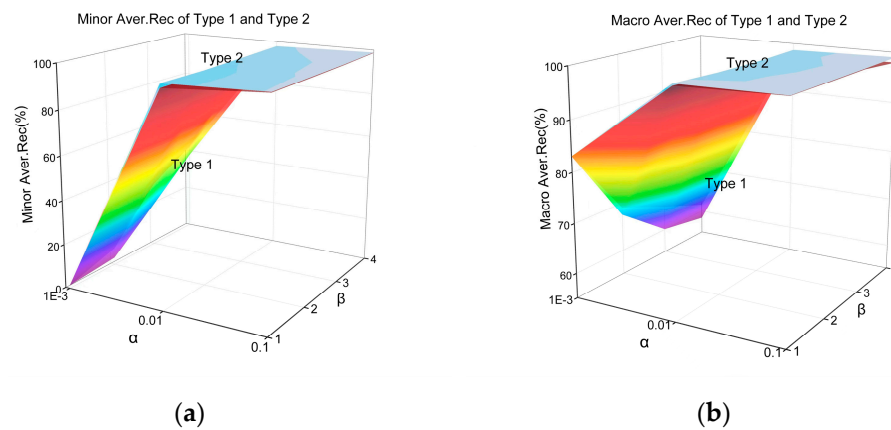 Minor Aver.Rec of Type 1 and Type 2
100
80
60
40
20
0
Minor Aver.Rec(%)
Type 2
Type 1
1E-3
0.01
0.1
α
1
2
3
4
β
(a)
Macro Aver.Rec of Type 1 and Type 2
100
90
80
70
60
Macro Aver.Rec(%)
Type 2
Type 1
1E-3
0.01
0.1
α
1
2
3
β
(b)